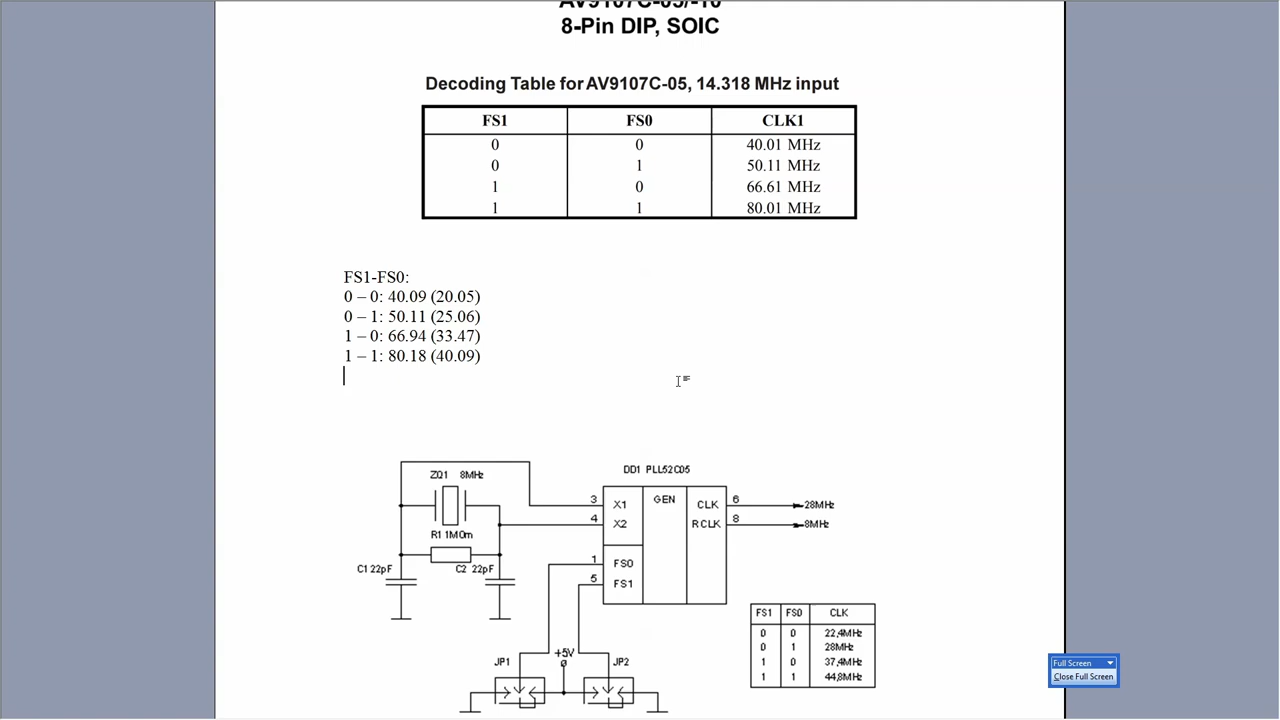 AV9107C-05/-10
8-Pin DIP, SOIC
Decoding Table for AV9107C-05, 14.318 MHz input
FS1 FS0 CLK1
0 0 40.01 MHz
0 1 50.11 MHz
1 0 66.61 MHz
1 1 80.01 MHz
FS1-FS0:
0 – 0: 40.09 (20.05)
0 – 1: 50.11 (25.06)
1 – 0: 66.94 (33.47)
1 – 1: 80.18 (40.09)
DD1 PLL52C05
ZQ1 8MHz
3 X1 GEN CLK 6 28MHz
4 X2 RCLK 8 8MHz
R1 1M0m
C1 22pF C2 22pF
1 FS0
5 FS1
FS1 FS0 CLK
0 0 22,4MHz
0 1 28MHz
1 0 37,4MHz
1 1 44,8MHz
+5V
JP1 JP2
Full Screen
Close Full Screen